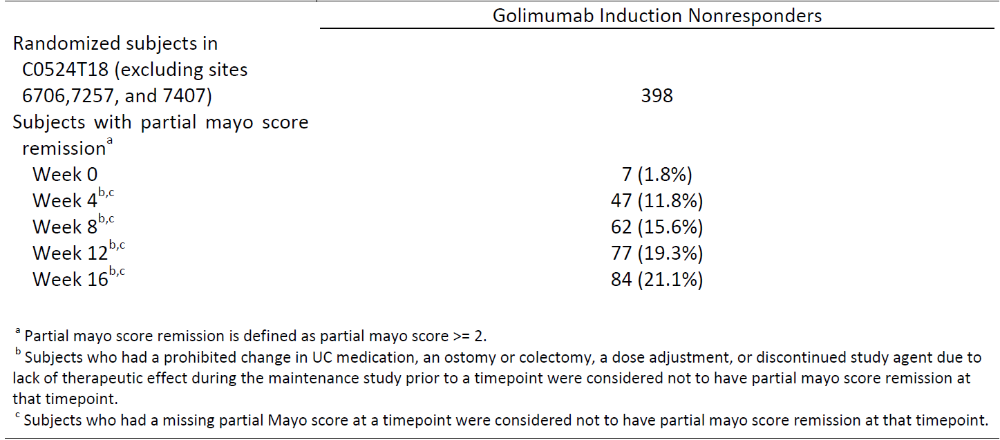 Golimumab Induction Nonresponders
Randomized subjects in
C0524T18 (excluding sites
6706,7257, and 7407) 398
Subjects with partial mayo score
remissionᵃ
Week 0 7 (1.8%)
Week 4ᵇ,ᶜ 47 (11.8%)
Week 8ᵇ,ᶜ 62 (15.6%)
Week 12ᵇ,ᶜ 77 (19.3%)
Week 16ᵇ,ᶜ 84 (21.1%)
ᵃ Partial mayo score remission is defined as partial mayo score >= 2.
ᵇ Subjects who had a prohibited change in UC medication, an ostomy or colectomy, a dose adjustment, or discontinued study agent due to
lack of therapeutic effect during the maintenance study prior to a timepoint were considered not to have partial mayo score remission at
that timepoint.
ᶜ Subjects who had a missing partial Mayo score at a timepoint were considered not to have partial mayo score remission at that timepoint.